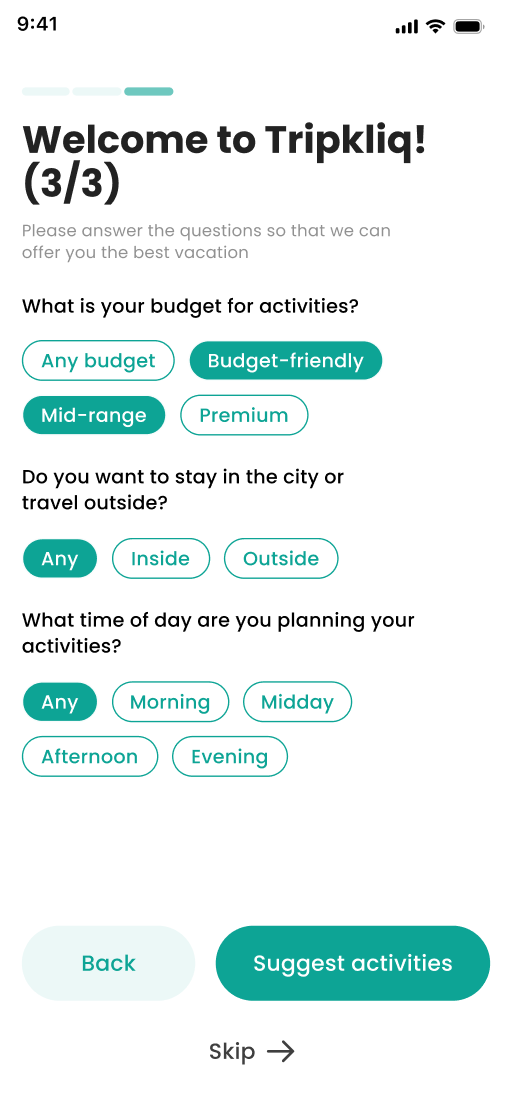 9:41
Welcome to Tripkliq!
(3/3)
Please answer the questions so that we can
offer you the best vacation
What is your budget for activities?
Any budget Budget-friendly
Mid-range Premium
Do you want to stay in the city or
travel outside?
Any Inside Outside
What time of day are you planning your
activities?
Any Morning Midday
Afternoon Evening
Back Suggest activities
Skip